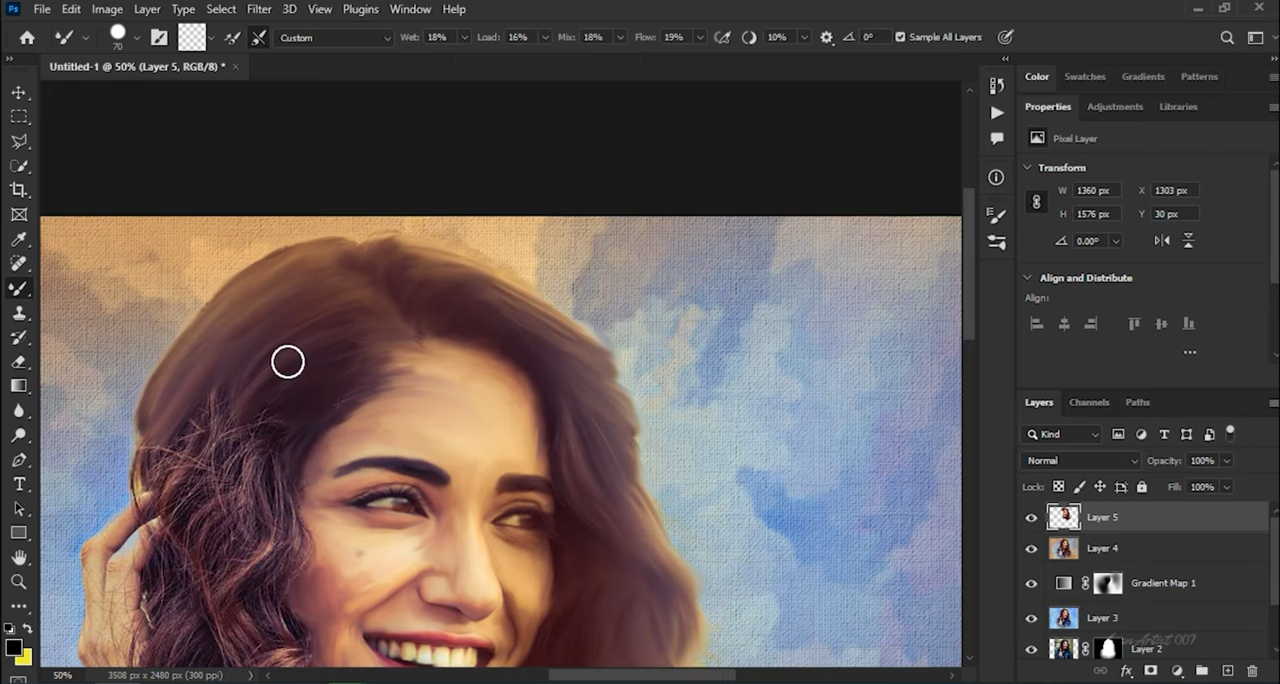 Ps File Edit Image Layer Type Select Filter 3D View Plugins Window Help
70 Custom Wet: 18% Load: 16% Mix: 18% Flow: 19% 10% 0° Sample All Layers
Untitled-1 @ 50% (Layer 5, RGB/8) * ×
Color Swatches Gradients Patterns
Properties Adjustments Libraries
Pixel Layer
Transform
W 1360 px X 1303 px
H 1576 px Y 30 px
0.00°
Align and Distribute
Align:
Layers Channels Paths
Kind
Normal Opacity: 100%
Lock: Fill: 100%
Layer 5
Layer 4
Gradient Map 1
Layer 3
Artist 007
Layer 2
50% 3508 px x 2480 px (300 ppi)